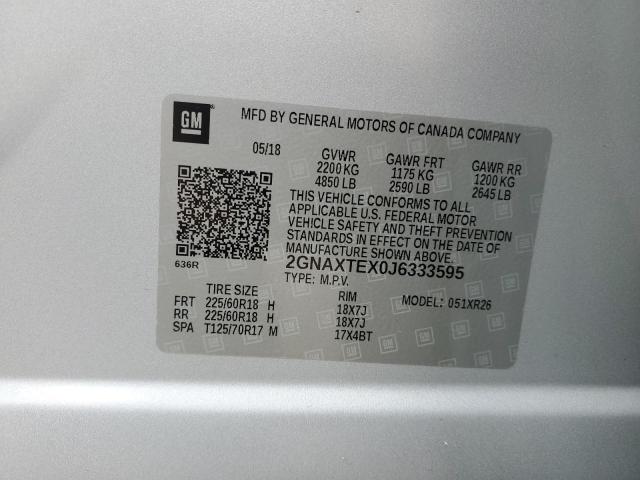 GM
MFD BY GENERAL MOTORS OF CANADA COMPANY
05/18 GVWR GAWR FRT GAWR RR
2200 KG 1175 KG 1200 KG
4850 LB 2590 LB 2645 LB
THIS VEHICLE CONFORMS TO ALL
APPLICABLE U.S. FEDERAL MOTOR
VEHICLE SAFETY AND THEFT PREVENTION
STANDARDS IN EFFECT ON THE DATE OF
MANUFACTURE SHOWN ABOVE.
636R 2GNAXTEX0J6333595
TYPE: M.P.V.
TIRE SIZE RIM MODEL: 051XR26
FRT 225/60R18 H 18X7J
RR 225/60R18 H 18X7J
SPA T125/70R17 M 17X4BT